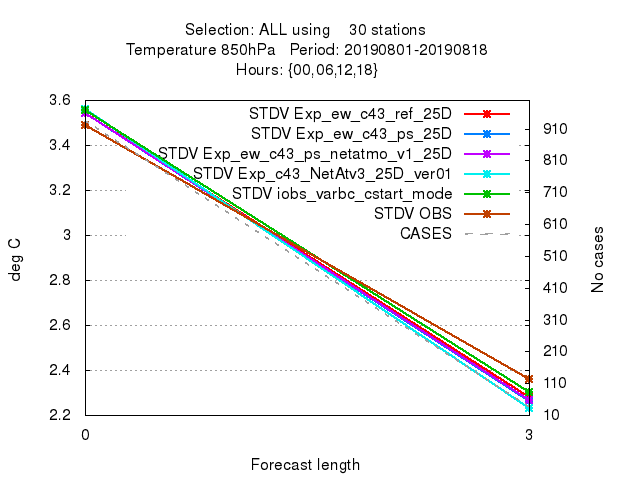 Selection: ALL using 30 stations
Temperature 850hPa Period: 20190801-20190818
Hours: {00,06,12,18}
3.6
3.4
3.2
3
2.8
2.6
2.4
2.2
deg C
STDV Exp_ew_c43_ref_25D
STDV Exp_ew_c43_ps_25D
STDV Exp_ew_c43_ps_netatmo_v1_25D
STDV Exp_c43_NetAtv3_25D_ver01
STDV iobs_varbc_cstart_mode
STDV OBS
CASES
910
810
710
610
510
410
310
210
110
10
No cases
0
3
Forecast length